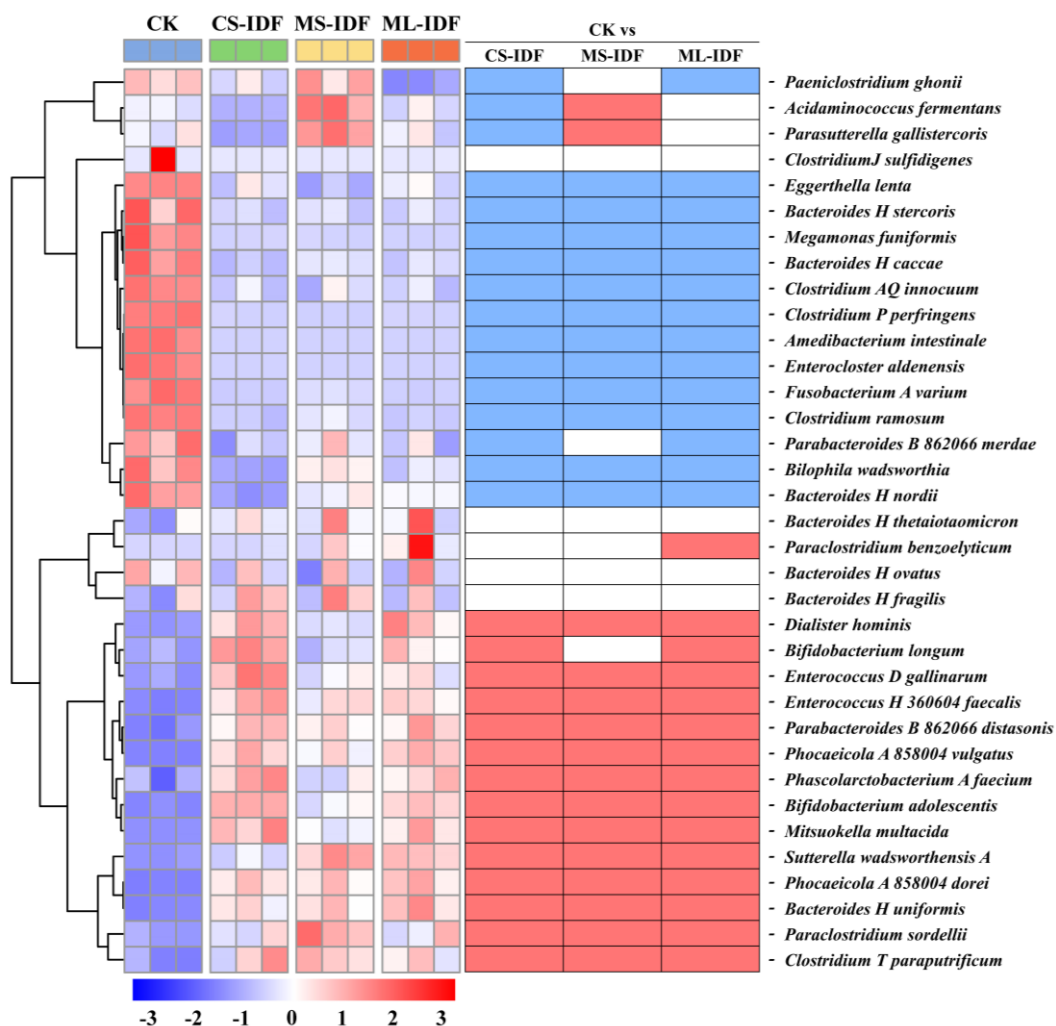 CK CS-IDF MS-IDF ML-IDF
CK vs
CS-IDF MS-IDF ML-IDF
- Paeniclostridium ghonii
- Acidaminococcus fermentans
- Parasutterella gallistercoris
- ClostridiumJ sulfidigenes
- Eggerthella lenta
- Bacteroides H stercoris
- Megamonas funiformis
- Bacteroides H caccae
- Clostridium AQ innocuum
- Clostridium P perfringens
- Amedibacterium intestinale
- Enterocloster aldenensis
- Fusobacterium A varium
- Clostridium ramosum
- Parabacteroides B 862066 merdae
- Bilophila wadsworthia
- Bacteroides H nordii
- Bacteroides H thetaiotaomicron
- Paraclostridium benzoelyticum
- Bacteroides H ovatus
- Bacteroides H fragilis
- Dialister hominis
- Bifidobacterium longum
- Enterococcus D gallinarum
- Enterococcus H 360604 faecalis
- Parabacteroides B 862066 distasonis
- Phocaeicola A 858004 vulgatus
- Phascolarctobacterium A faecium
- Bifidobacterium adolescentis
- Mitsuokella multacida
- Sutterella wadsworthensis A
- Phocaeicola A 858004 dorei
- Bacteroides H uniformis
- Paraclostridium sordellii
- Clostridium T paraputrificum
-3 -2 -1 0 1 2 3